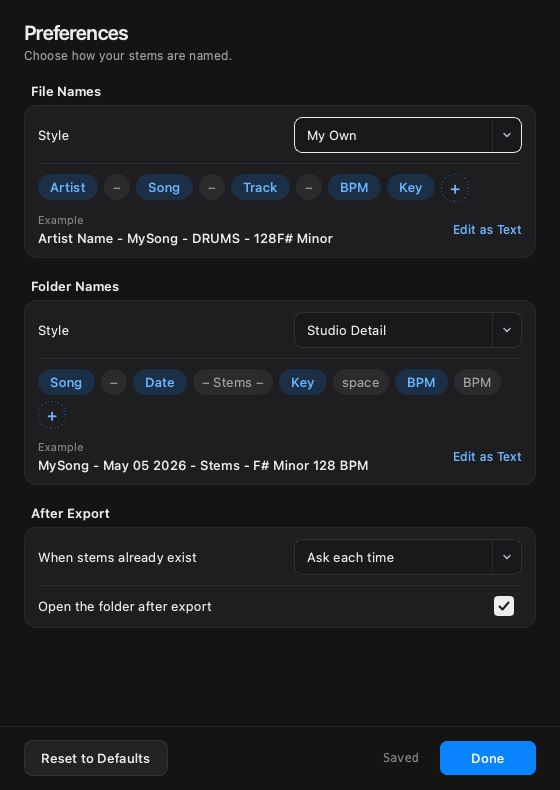 Preferences
Choose how your stems are named.
File Names
Style My Own
Artist – Song – Track – BPM Key +
Example
Artist Name - MySong - DRUMS - 128F# Minor
Edit as Text
Folder Names
Style Studio Detail
Song – Date – Stems – Key space BPM BPM
+
Example
MySong - May 05 2026 - Stems - F# Minor 128 BPM
Edit as Text
After Export
When stems already exist Ask each time
Open the folder after export
Reset to Defaults Saved Done